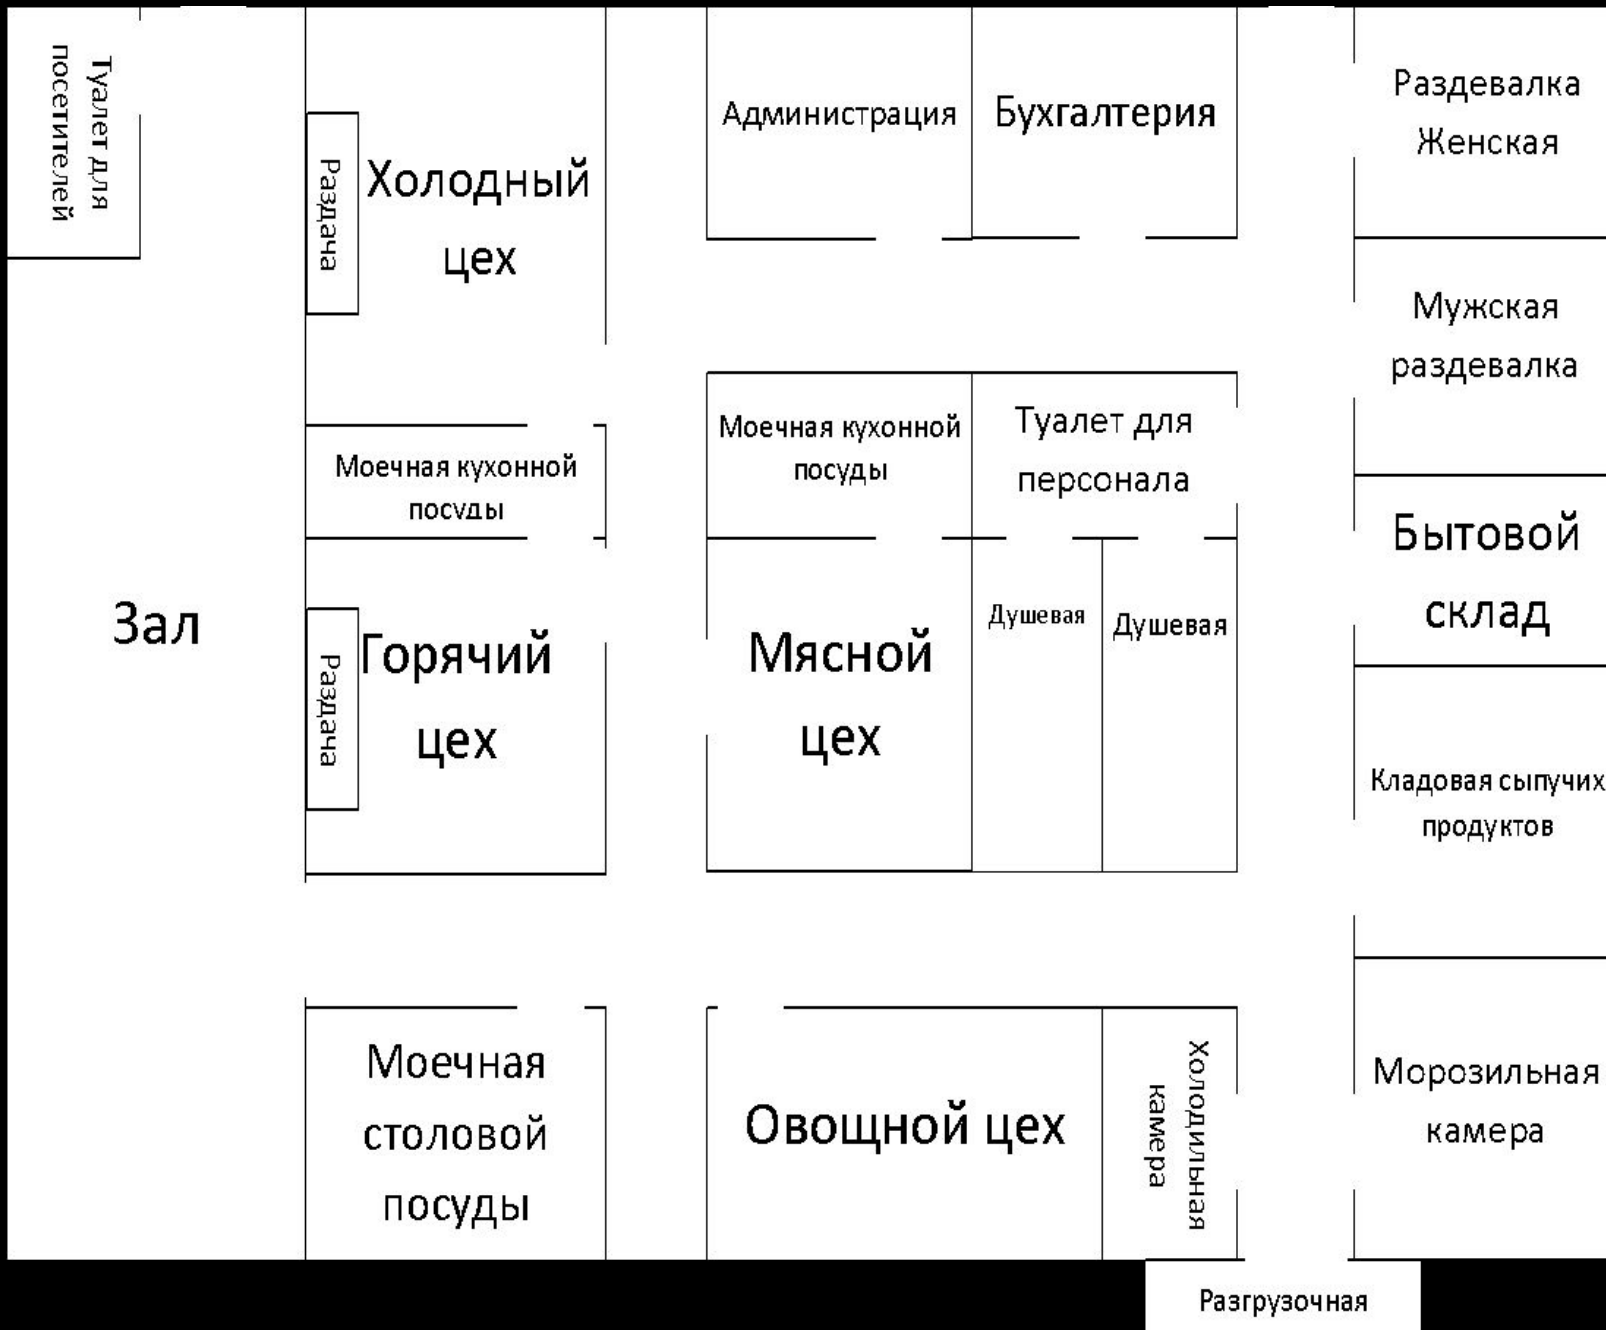 Туалет для
посетителей
Раздача
Холодный
цех
Администрация
Бухгалтерия
Раздевалка
Женская
Мужская
раздевалка
Моечная кухонной
посуды
Моечная кухонной
посуды
Туалет для
персонала
Бытовой
склад
Зал
Раздача
Горячий
цех
Мясной
цех
Душевая
Душевая
Кладовая сыпучих
продуктов
Моечная
столовой
посуды
Овощной цех
Холодильная
камера
Морозильная
камера
Разгрузочная